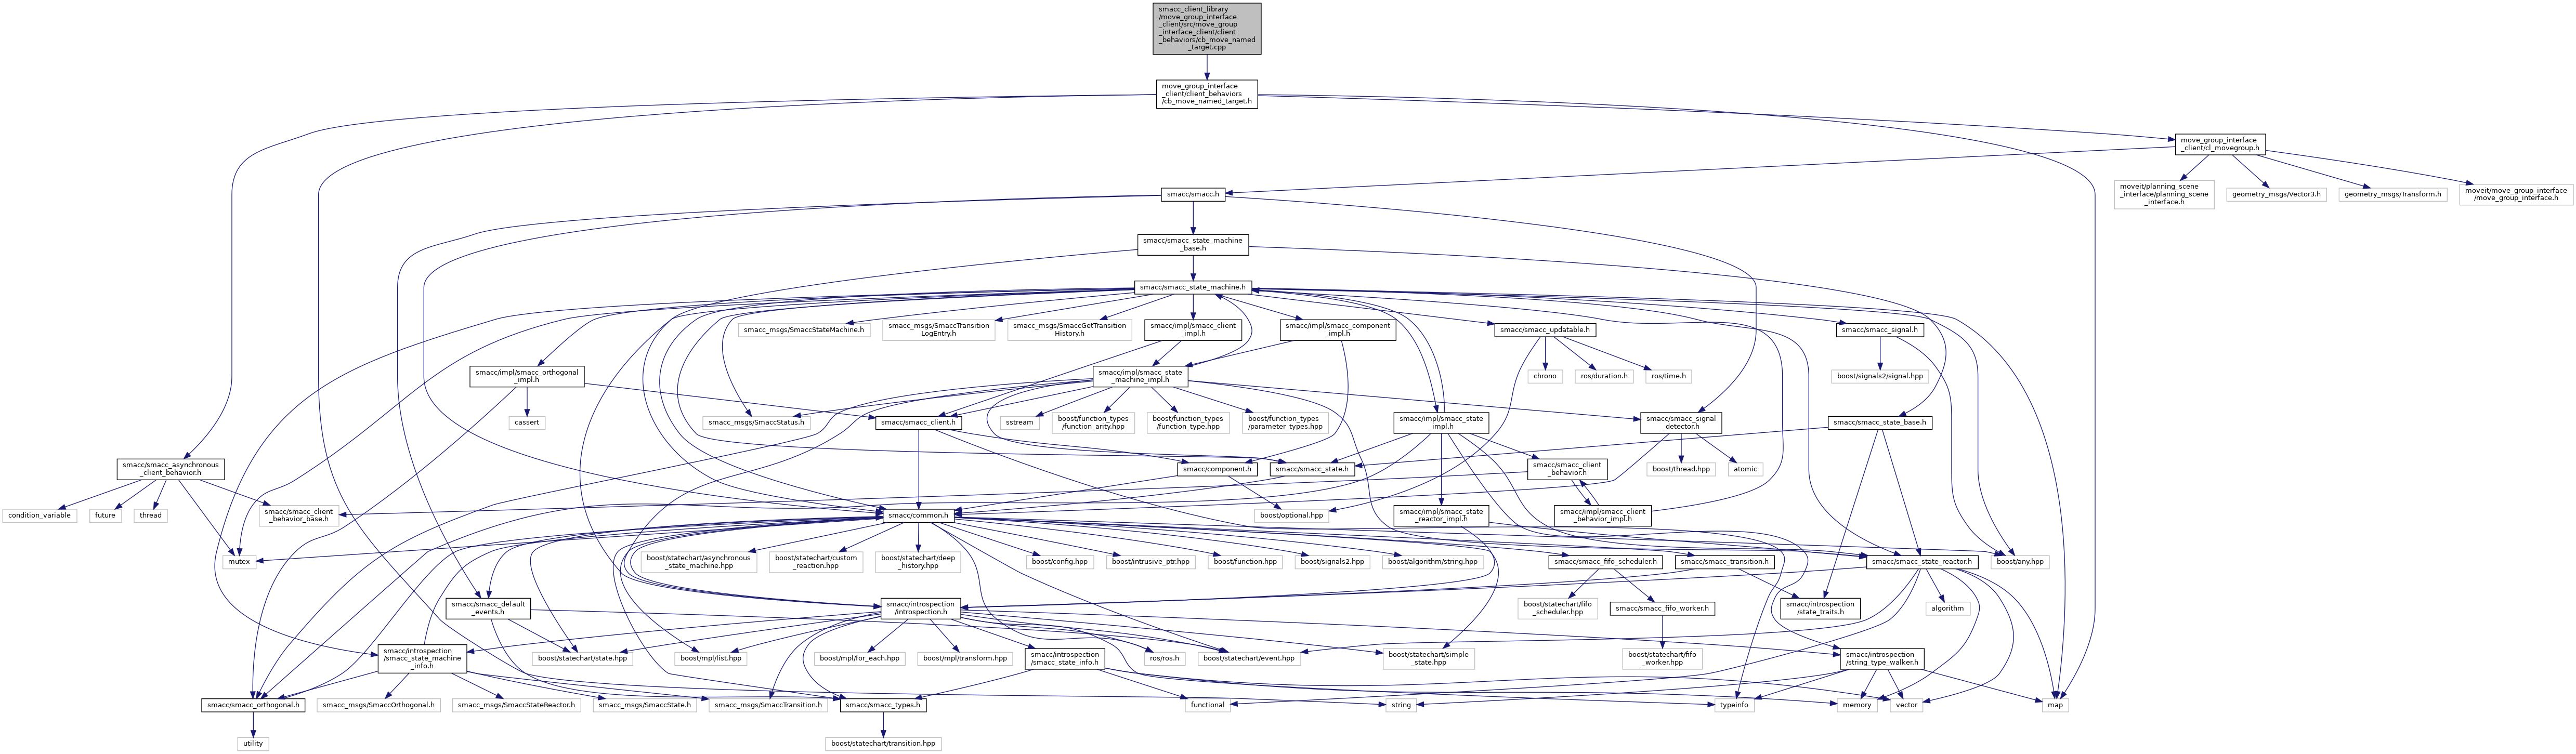 smacc_client_library
/move_group_interface
_client/src/move_group
_interface_client/client
_behaviors/cb_move_named
_target.cpp
move_group_interface
_client/client_behaviors
/cb_move_named_target.h
move_group_interface
_client/cl_movegroup.h
smacc/smacc.h
moveit/planning_scene
_interface/planning_scene
_interface.h
geometry_msgs/Vector3.h
geometry_msgs/Transform.h
moveit/move_group_interface
/move_group_interface.h
smacc/smacc_state_machine
_base.h
smacc/smacc_state_machine.h
smacc_msgs/SmaccStateMachine.h
smacc_msgs/SmaccTransition
LogEntry.h
smacc_msgs/SmaccGetTransition
History.h
smacc/impl/smacc_client
_impl.h
smacc/impl/smacc_component
_impl.h
smacc/smacc_updatable.h
smacc/smacc_signal.h
smacc/impl/smacc_orthogonal
_impl.h
smacc/impl/smacc_state
_machine_impl.h
chrono
ros/duration.h
ros/time.h
boost/signals2/signal.hpp
cassert
smacc_msgs/SmaccStatus.h
smacc/smacc_client.h
sstream
boost/function_types
/function_arity.hpp
boost/function_types
/function_type.hpp
boost/function_types
/parameter_types.hpp
smacc/impl/smacc_state
_impl.h
smacc/smacc_signal
_detector.h
smacc/smacc_state_base.h
smacc/smacc_asynchronous
_client_behavior.h
smacc/component.h
smacc/smacc_state.h
smacc/smacc_client
_behavior.h
boost/thread.hpp
atomic
condition_variable
future
thread
smacc/smacc_client
_behavior_base.h
smacc/common.h
boost/optional.hpp
smacc/impl/smacc_state
_reactor_impl.h
smacc/impl/smacc_client
_behavior_impl.h
mutex
boost/statechart/asynchronous
_state_machine.hpp
boost/statechart/custom
_reaction.hpp
boost/statechart/deep
_history.hpp
boost/config.hpp
boost/intrusive_ptr.hpp
boost/function.hpp
boost/signals2.hpp
boost/algorithm/string.hpp
smacc/smacc_fifo_scheduler.h
smacc/smacc_transition.h
smacc/smacc_state_reactor.h
boost/any.hpp
smacc/smacc_default
_events.h
smacc/introspection
/introspection.h
boost/statechart/fifo
_scheduler.hpp
smacc/smacc_fifo_worker.h
smacc/introspection
/state_traits.h
algorithm
smacc/introspection
/smacc_state_machine
_info.h
boost/statechart/state.hpp
boost/mpl/list.hpp
boost/mpl/for_each.hpp
boost/mpl/transform.hpp
smacc/introspection
/smacc_state_info.h
ros/ros.h
boost/statechart/event.hpp
boost/statechart/simple
_state.hpp
boost/statechart/fifo
_worker.hpp
smacc/introspection
/string_type_walker.h
smacc/smacc_orthogonal.h
smacc_msgs/SmaccOrthogonal.h
smacc_msgs/SmaccStateReactor.h
smacc_msgs/SmaccState.h
smacc_msgs/SmaccTransition.h
smacc/smacc_types.h
functional
string
typeinfo
memory
vector
map
utility
boost/statechart/transition.hpp